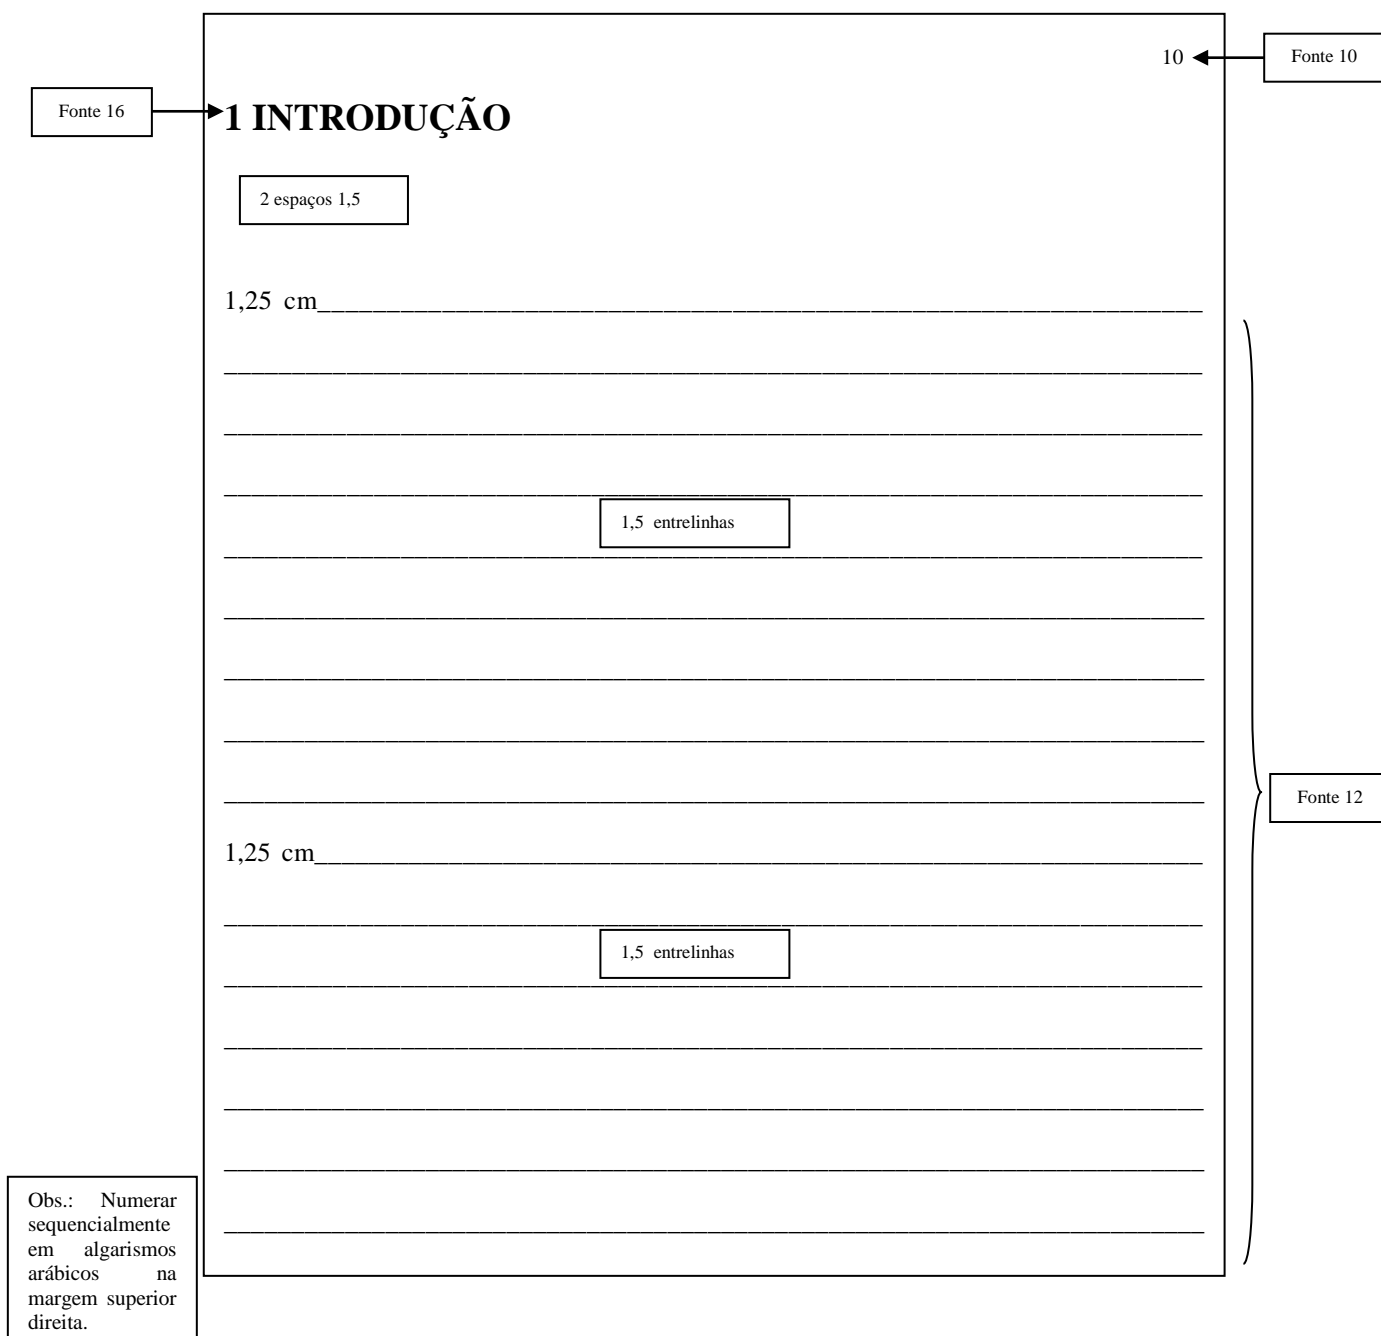 10
Fonte 10
Fonte 16
1 INTRODUÇÃO
2 espaços 1,5
1,25 cm
1,5 entrelinhas
Fonte 12
1,25 cm
1,5 entrelinhas
Obs.: Numerar
sequencialmente
em algarismos
arábicos na
margem superior
direita.